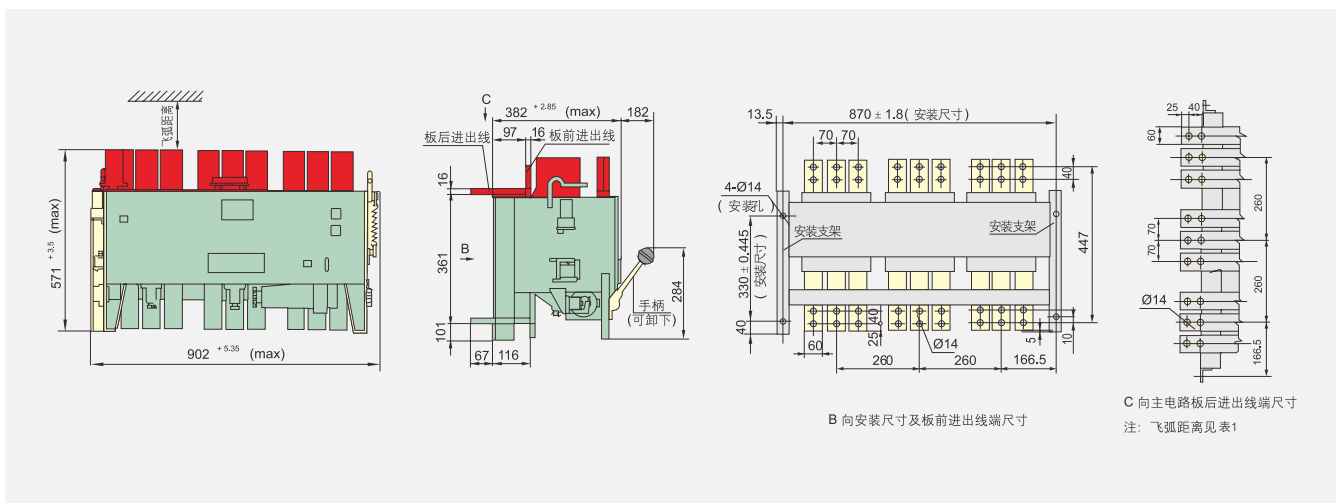 飞弧距离
571 +3.5 (max)
902 +5.35 (max)
C
382 +2.85 (max)
182
97
16
板后进出线
板前进出线
16
B
361
101
67
116
284
手柄
(可卸下)
13.5
870±1.8(安装尺寸)
70
70
40
4-Ø14
(安装孔)
安装支架
安装支架
330±0.445
(安装尺寸)
447
40
60
25
40
Ø14
5
10
260
260
166.5
B 向安装尺寸及板前进出线端尺寸
25
40
60
260
70
70
260
Ø14
166.5
C 向主电路板后进出线端尺寸
注: 飞弧距离见表1